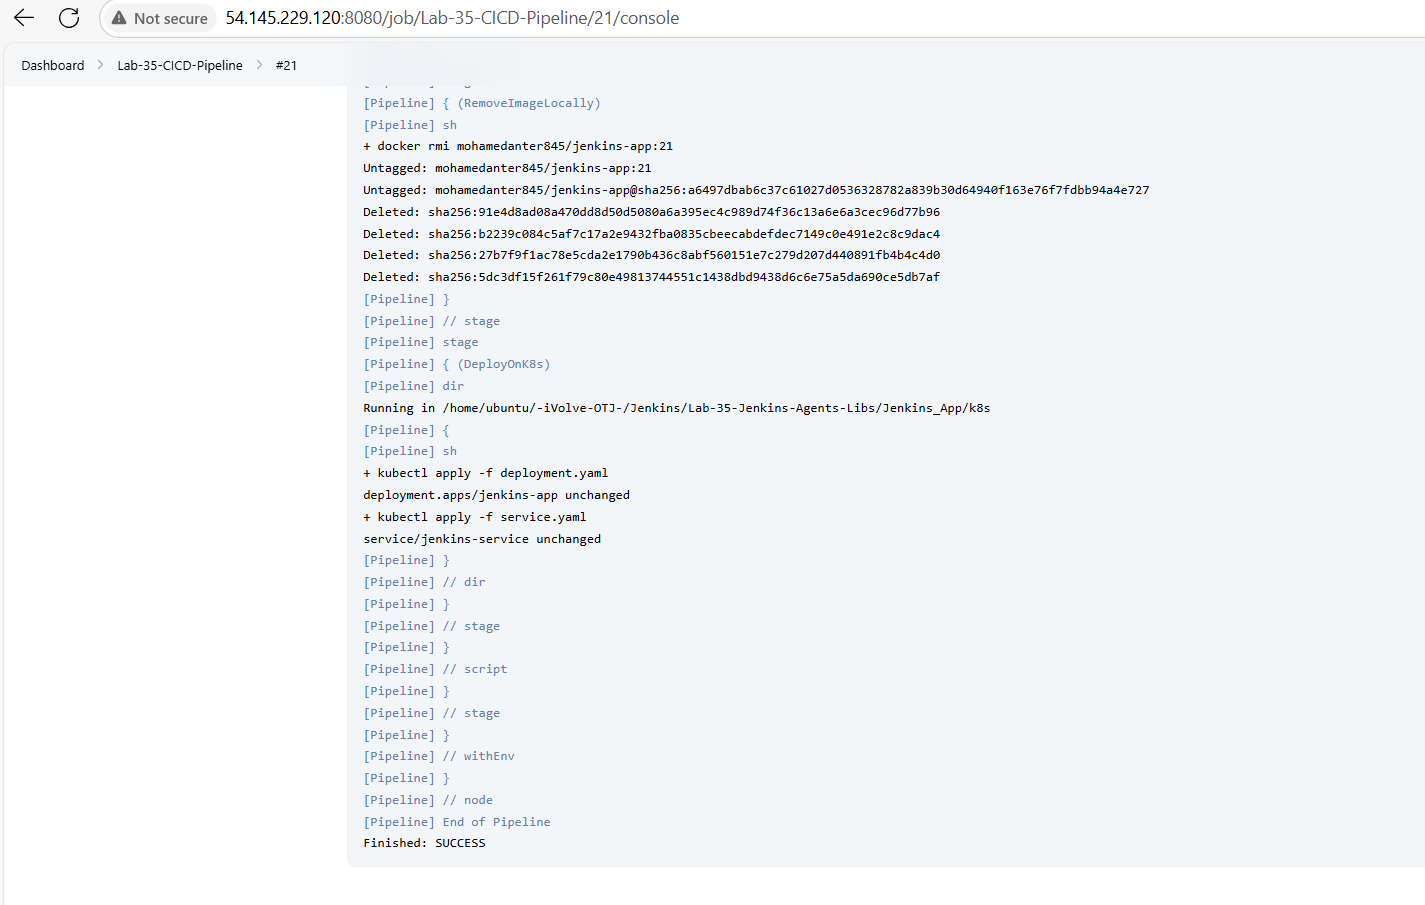 Not secure 54.145.229.120:8080/job/Lab-35-CICD-Pipeline/21/console
Dashboard > Lab-35-CICD-Pipeline > #21
[Pipeline] { (RemoveImageLocally)
[Pipeline] sh
+ docker rmi mohamedanter845/jenkins-app:21
Untagged: mohamedanter845/jenkins-app:21
Untagged: mohamedanter845/jenkins-app@sha256:a6497dbab6c37c61027d0536328782a839b30d64940f163e76f7fdbb94a4e727
Deleted: sha256:91e4d8ad08a470dd8d50d5080a6a395ec4c989d74f36c13a6e6a3cec96d77b96
Deleted: sha256:b2239c084c5af7c17a2e9432fba0835cbeecabdefdec7149c0e491e2c8c9dac4
Deleted: sha256:27b7f9f1ac78e5cda2e1790b436c8abf560151e7c279d207d440891fb4b4c4d0
Deleted: sha256:5dc3df15f261f79c80e49813744551c1438dbd9438d6c6e75a5da690ce5db7af
[Pipeline] }
[Pipeline] // stage
[Pipeline] stage
[Pipeline] { (DeployOnK8s)
[Pipeline] dir
Running in /home/ubuntu/-iVolve-OTJ-/Jenkins/Lab-35-Jenkins-Agents-Libs/Jenkins_App/k8s
[Pipeline] {
[Pipeline] sh
+ kubectl apply -f deployment.yaml
deployment.apps/jenkins-app unchanged
+ kubectl apply -f service.yaml
service/jenkins-service unchanged
[Pipeline] }
[Pipeline] // dir
[Pipeline] }
[Pipeline] // stage
[Pipeline] }
[Pipeline] // script
[Pipeline] }
[Pipeline] // stage
[Pipeline] }
[Pipeline] // withEnv
[Pipeline] }
[Pipeline] // node
[Pipeline] End of Pipeline
Finished: SUCCESS